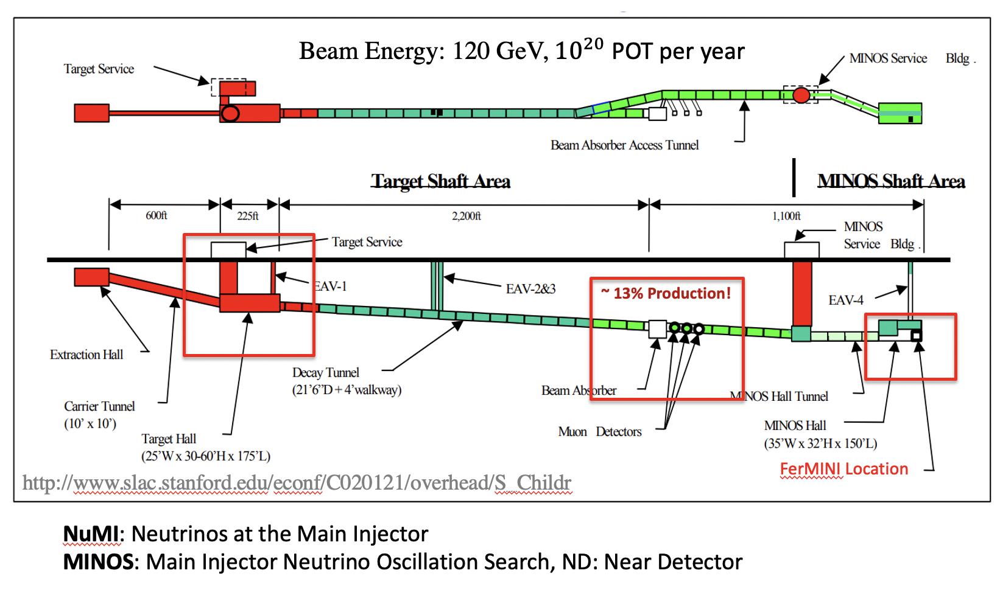 Beam Energy: 120 GeV, 10²⁰ POT per year
Target Service
MINOS Service Bldg .
Beam Absorber Access Tunnel
Target Shaft Area
MINOS Shaft Area
600ft
225ft
2,200ft
1,100ft
Target Service
MINOS
Service Bldg .
EAV-1
EAV-2&3
~ 13% Production!
EAV-4
Extraction Hall
Decay Tunnel
(21’6”D + 4’walkway)
Beam Absorber
MINOS Hall Tunnel
Carrier Tunnel
(10’ x 10’)
Target Hall
(25’W x 30-60’H x 175’L)
Muon Detectors
MINOS Hall
(35’W x 32’H x 150’L)
FerMINI Location
http://www.slac.stanford.edu/econf/C020121/overhead/S_Childr
NuMI: Neutrinos at the Main Injector
MINOS: Main Injector Neutrino Oscillation Search, ND: Near Detector